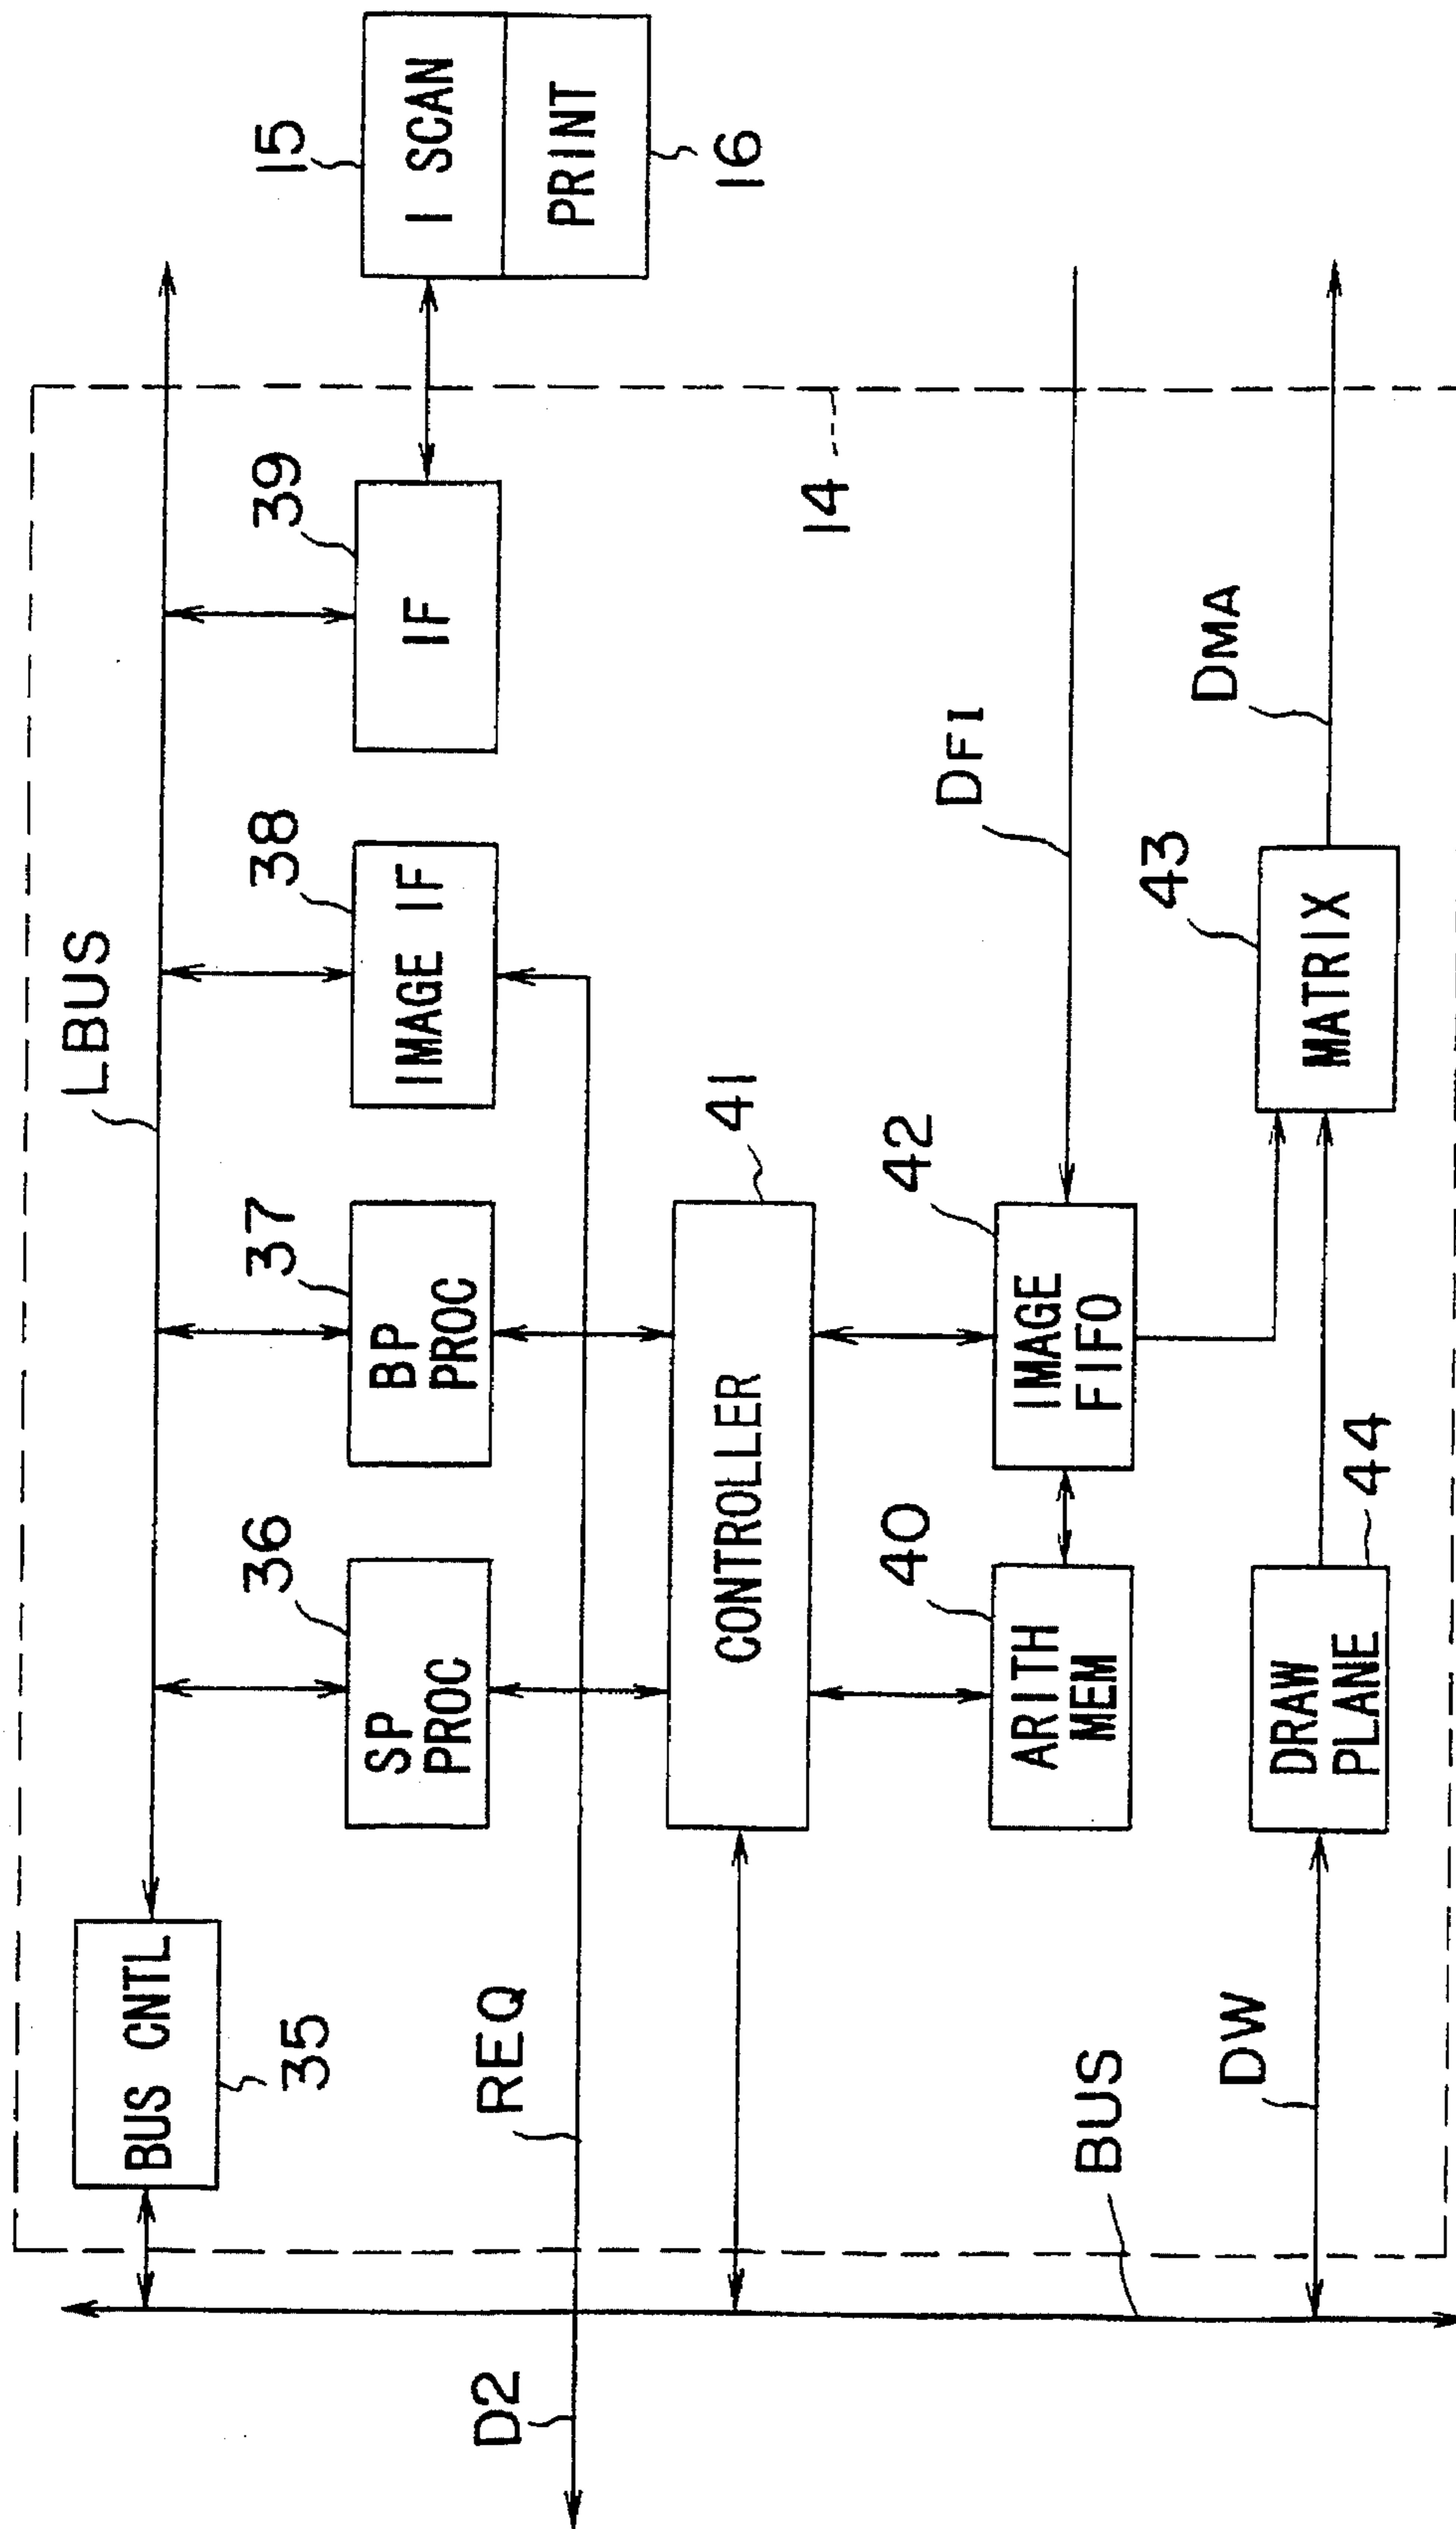 15
I SCAN
PRINT
16
LBUS
39
IF
38
IMAGE IF
37
BP
PROC
36
SP
PROC
BUS CNTL
35
14
41
CONTROLLER
REQ
D2
DFI
42
IMAGE
FIFO
40
ARITH
MEM
DMA
43
MATRIX
44
DRAW
PLANE
DW
BUS